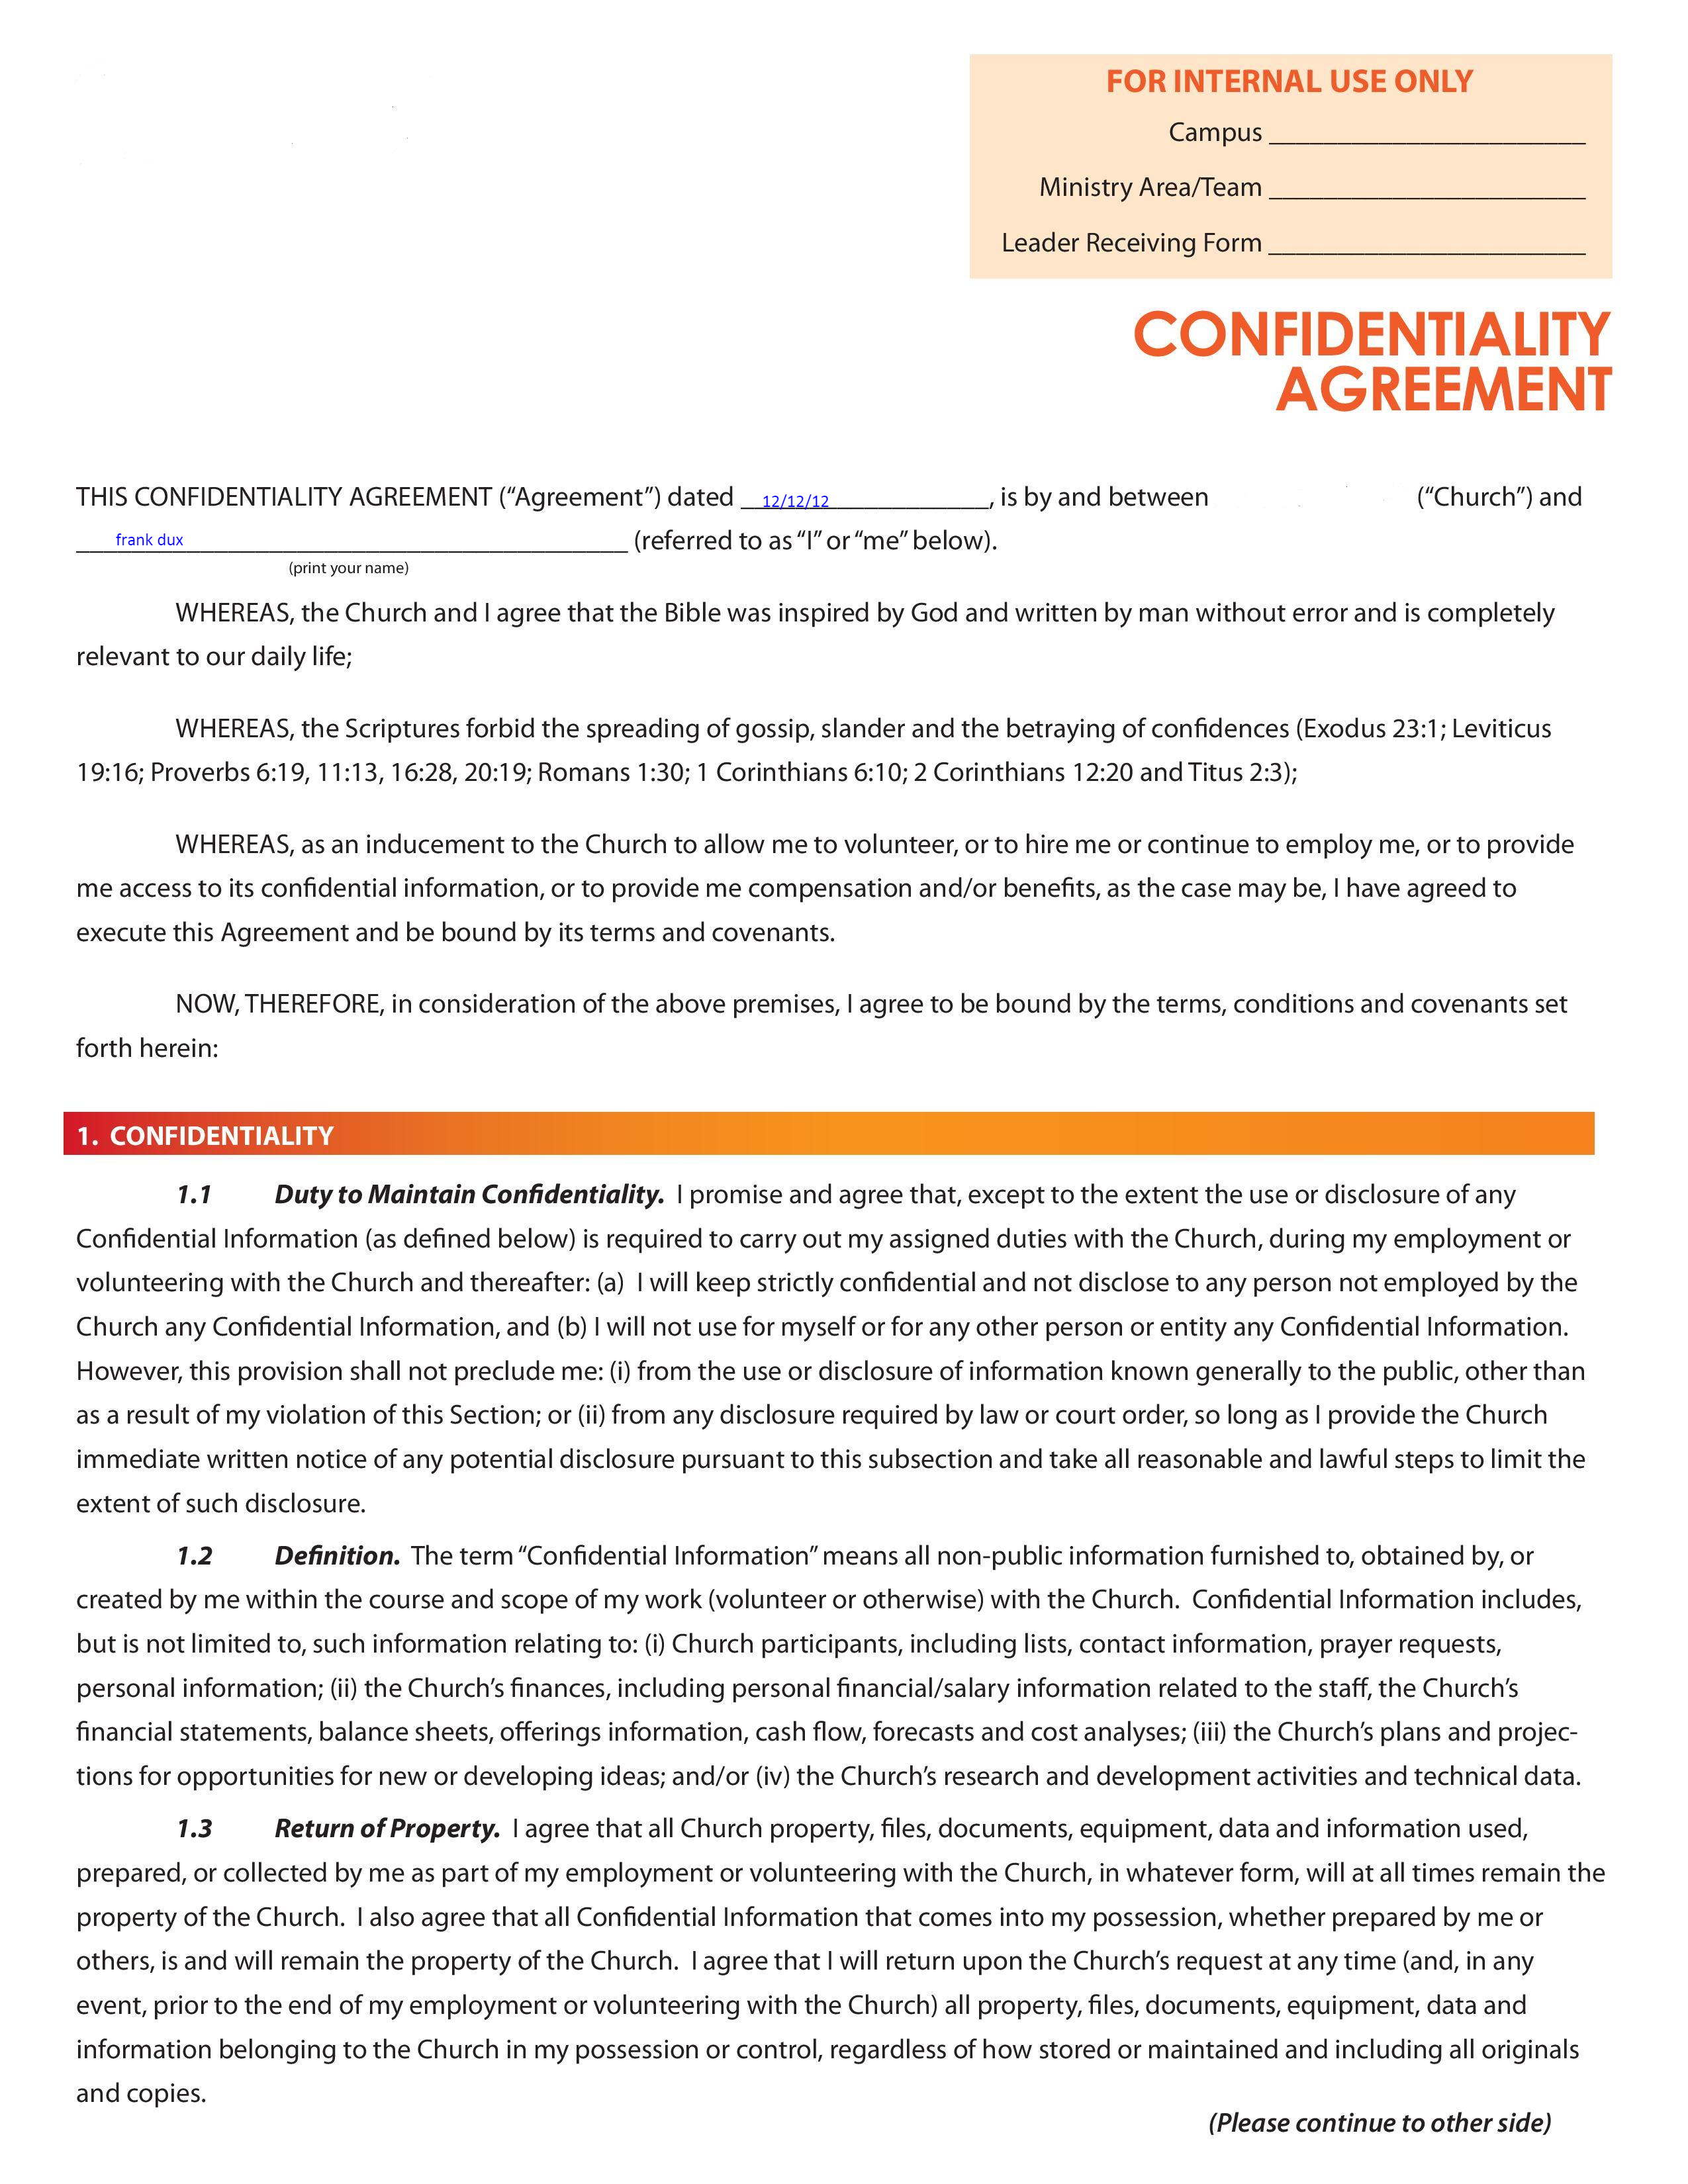 FOR INTERNAL USE ONLY
Campus _______________________
Ministry Area/Team _______________________
Leader Receiving Form _______________________
CONFIDENTIALITY
AGREEMENT
THIS CONFIDENTIALITY AGREEMENT (“Agreement”) dated __12/12/12____________, is by and between (“Church”) and
___frank dux_____________________________ (referred to as “I” or “me” below).
(print your name)
WHEREAS, the Church and I agree that the Bible was inspired by God and written by man without error and is completely
relevant to our daily life;
WHEREAS, the Scriptures forbid the spreading of gossip, slander and the betraying of confidences (Exodus 23:1; Leviticus
19:16; Proverbs 6:19, 11:13, 16:28, 20:19; Romans 1:30; 1 Corinthians 6:10; 2 Corinthians 12:20 and Titus 2:3);
WHEREAS, as an inducement to the Church to allow me to volunteer, or to hire me or continue to employ me, or to provide
me access to its confidential information, or to provide me compensation and/or benefits, as the case may be, I have agreed to
execute this Agreement and be bound by its terms and covenants.
NOW, THEREFORE, in consideration of the above premises, I agree to be bound by the terms, conditions and covenants set
forth herein:
1. CONFIDENTIALITY
1.1 Duty to Maintain Confidentiality. I promise and agree that, except to the extent the use or disclosure of any
Confidential Information (as defined below) is required to carry out my assigned duties with the Church, during my employment or
volunteering with the Church and thereafter: (a) I will keep strictly confidential and not disclose to any person not employed by the
Church any Confidential Information, and (b) I will not use for myself or for any other person or entity any Confidential Information.
However, this provision shall not preclude me: (i) from the use or disclosure of information known generally to the public, other than
as a result of my violation of this Section; or (ii) from any disclosure required by law or court order, so long as I provide the Church
immediate written notice of any potential disclosure pursuant to this subsection and take all reasonable and lawful steps to limit the
extent of such disclosure.
1.2 Definition. The term “Confidential Information” means all non-public information furnished to, obtained by, or
created by me within the course and scope of my work (volunteer or otherwise) with the Church. Confidential Information includes,
but is not limited to, such information relating to: (i) Church participants, including lists, contact information, prayer requests,
personal information; (ii) the Church’s finances, including personal financial/salary information related to the staff, the Church’s
financial statements, balance sheets, offerings information, cash flow, forecasts and cost analyses; (iii) the Church’s plans and projec-
tions for opportunities for new or developing ideas; and/or (iv) the Church’s research and development activities and technical data.
1.3 Return of Property. I agree that all Church property, files, documents, equipment, data and information used,
prepared, or collected by me as part of my employment or volunteering with the Church, in whatever form, will at all times remain the
property of the Church. I also agree that all Confidential Information that comes into my possession, whether prepared by me or
others, is and will remain the property of the Church. I agree that I will return upon the Church’s request at any time (and, in any
event, prior to the end of my employment or volunteering with the Church) all property, files, documents, equipment, data and
information belonging to the Church in my possession or control, regardless of how stored or maintained and including all originals
and copies.
(Please continue to other side)